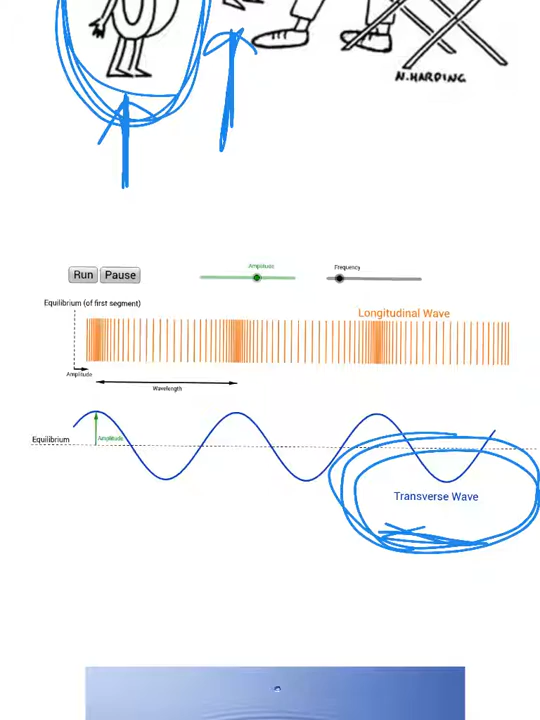 N.HARDING
Amplitude
Frequency
Run Pause
Equilibrium (of first segment)
Longitudinal Wave
Amplitude
Wavelength
Amplitude
Equilibrium
Transverse Wave